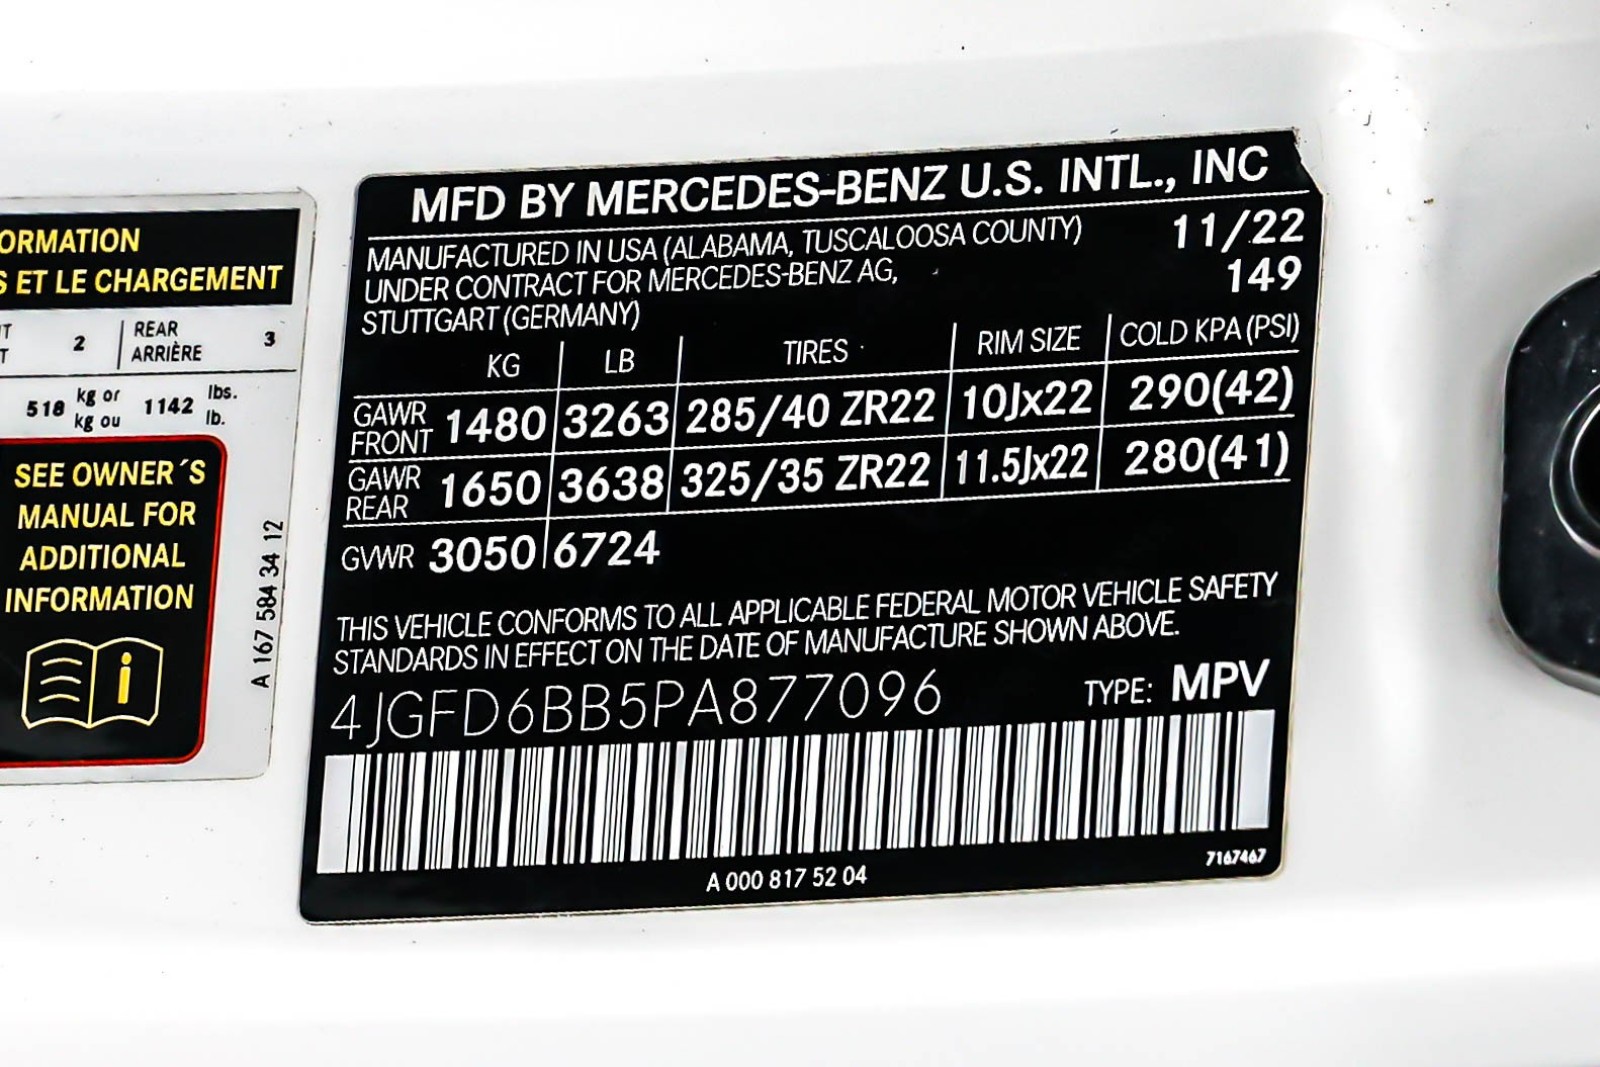 ORMATION
S ET LE CHARGEMENT
T 2 REAR 3
T ARRIÈRE
518 kg or 1142 lbs.
kg ou lb.
SEE OWNER´S
MANUAL FOR
ADDITIONAL
INFORMATION
i
A 167 584 34 12
MFD BY MERCEDES-BENZ U.S. INTL., INC
MANUFACTURED IN USA (ALABAMA, TUSCALOOSA COUNTY) 11/22
UNDER CONTRACT FOR MERCEDES-BENZ AG, 149
STUTTGART (GERMANY)
KG LB TIRES RIM SIZE COLD KPA (PSI)
GAWR FRONT 1480 3263 285/40 ZR22 10Jx22 290(42)
GAWR REAR 1650 3638 325/35 ZR22 11.5Jx22 280(41)
GVWR 3050 6724
THIS VEHICLE CONFORMS TO ALL APPLICABLE FEDERAL MOTOR VEHICLE SAFETY
STANDARDS IN EFFECT ON THE DATE OF MANUFACTURE SHOWN ABOVE.
4JGFD6BB5PA877096 TYPE: MPV
A 000 817 52 04
7167467